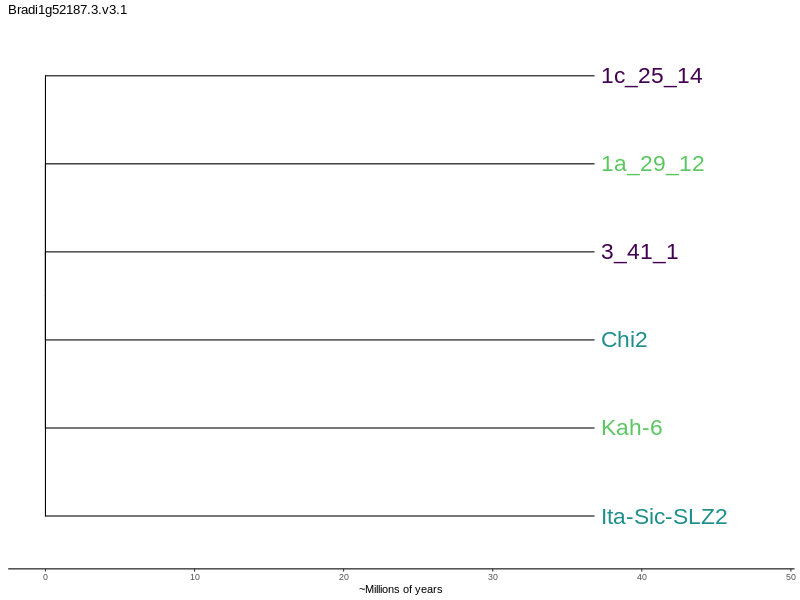 Bradi1g52187.3.v3.1
1c_25_14
1a_29_12
3_41_1
Chi2
Kah-6
Ita-Sic-SLZ2
0 10 20 30 40 50
~Millions of years